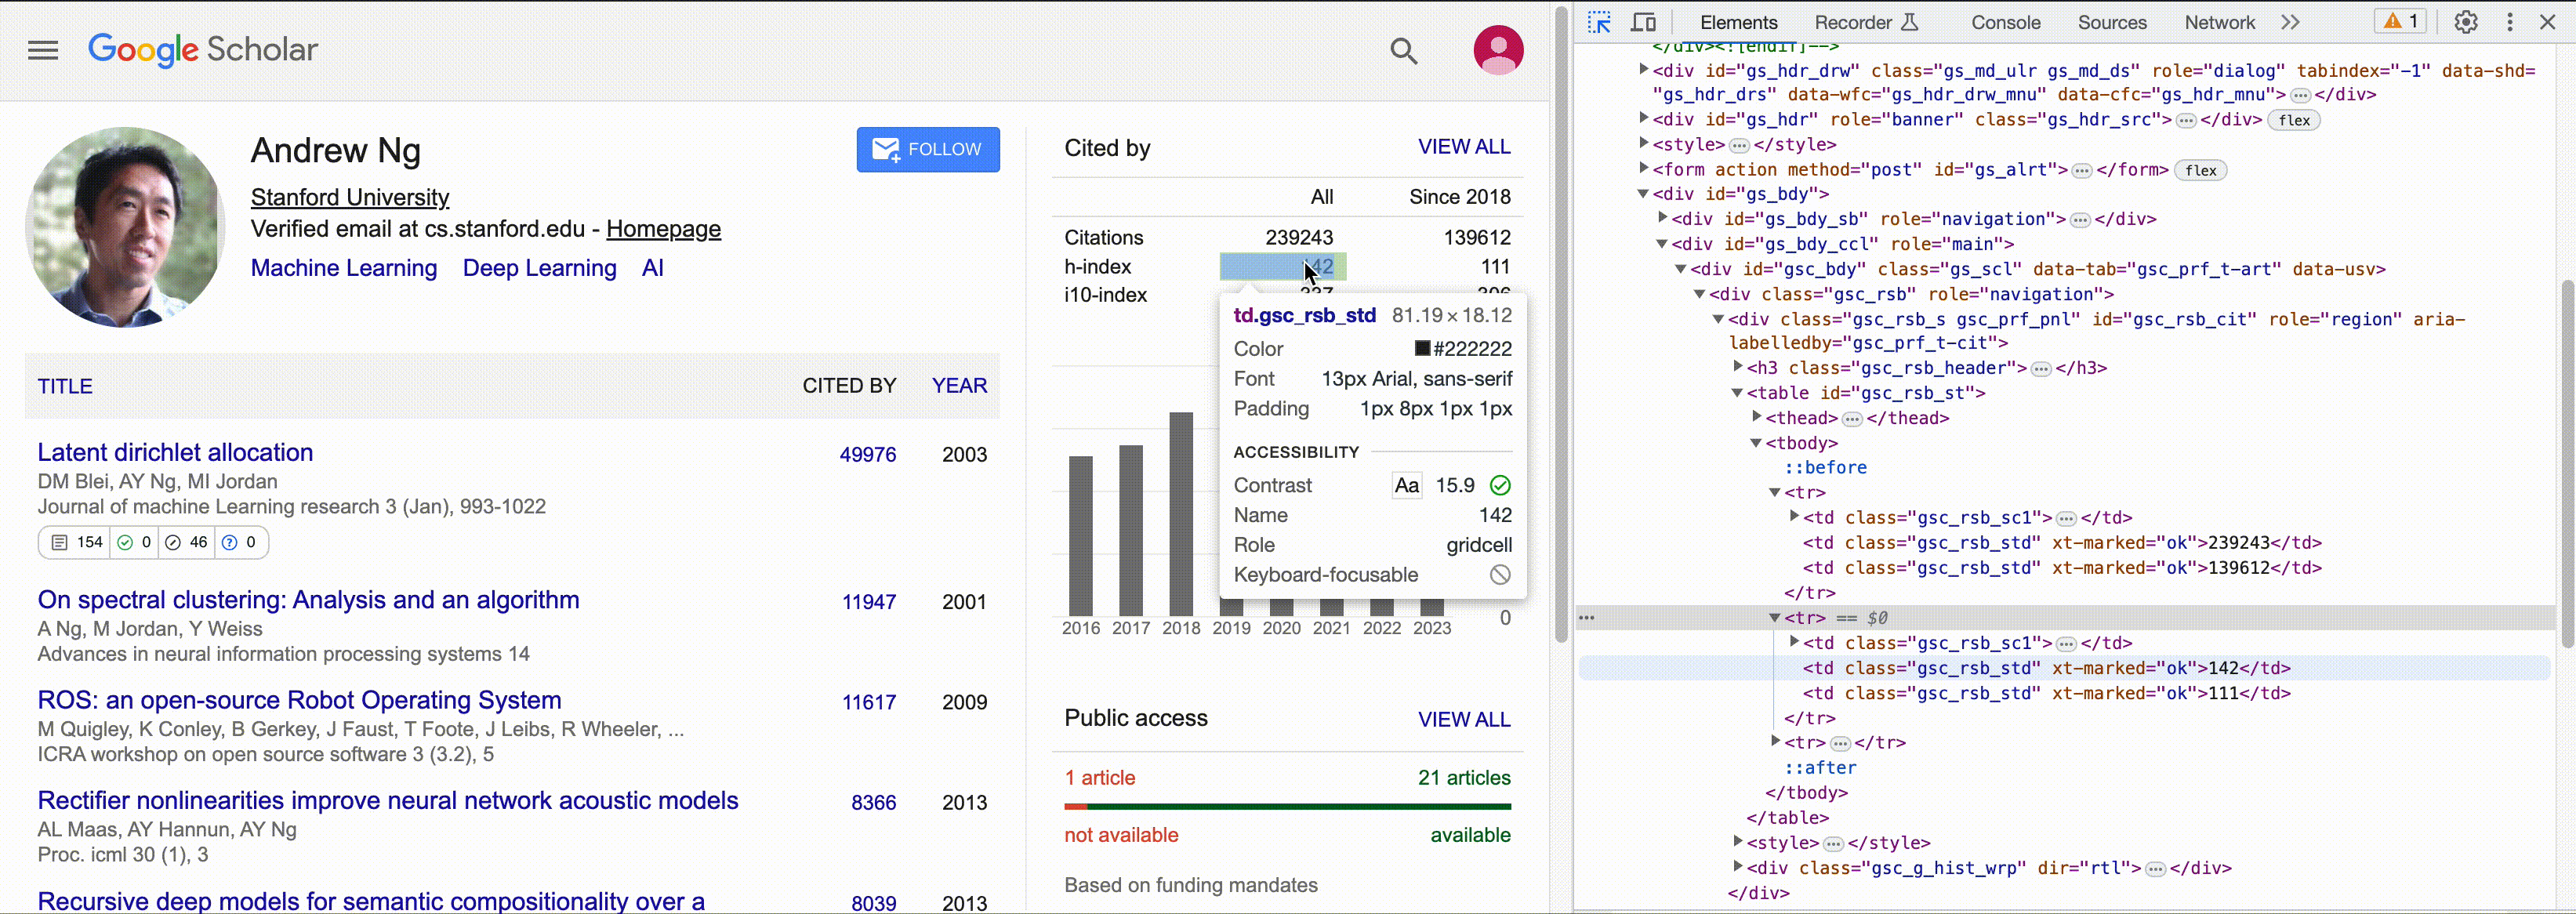 Google Scholar
Andrew Ng
FOLLOW
Stanford University
Verified email at cs.stanford.edu - Homepage
Machine Learning Deep Learning AI
TITLE CITED BY YEAR
Latent dirichlet allocation 49976 2003
DM Blei, AY Ng, MI Jordan
Journal of machine Learning research 3 (Jan), 993-1022
154 0 46 0
On spectral clustering: Analysis and an algorithm 11947 2001
A Ng, M Jordan, Y Weiss
Advances in neural information processing systems 14
ROS: an open-source Robot Operating System 11617 2009
M Quigley, K Conley, B Gerkey, J Faust, T Foote, J Leibs, R Wheeler, ...
ICRA workshop on open source software 3 (3.2), 5
Rectifier nonlinearities improve neural network acoustic models 8366 2013
AL Maas, AY Hannun, AY Ng
Proc. icml 30 (1), 3
Recursive deep models for semantic compositionality over a 8039 2013
Cited by VIEW ALL
All Since 2018
Citations 239243 139612
h-index 142 111
i10-index
td.gsc_rsb_std 81.19 × 18.12
Color #222222
Font 13px Arial, sans-serif
Padding 1px 8px 1px 1px
ACCESSIBILITY
Contrast Aa 15.9
Name 142
Role gridcell
Keyboard-focusable
0
2016 2017 2018 2019 2020 2021 2022 2023
Public access VIEW ALL
1 article 21 articles
not available available
Based on funding mandates
Elements Recorder Console Sources Network 1
</div><![endif]-->
<div id="gs_hdr_drw" class="gs_md_ulr gs_md_ds" role="dialog" tabindex="-1" data-shd=
"gs_hdr_drs" data-wfc="gs_hdr_drw_mnu" data-cfc="gs_hdr_mnu">…</div>
<div id="gs_hdr" role="banner" class="gs_hdr_src">…</div> flex
<style>…</style>
<form action method="post" id="gs_alrt">…</form> flex
<div id="gs_bdy">
<div id="gs_bdy_sb" role="navigation">…</div>
<div id="gs_bdy_ccl" role="main">
<div id="gsc_bdy" class="gs_scl" data-tab="gsc_prf_t-art" data-usv>
<div class="gsc_rsb" role="navigation">
<div class="gsc_rsb_s gsc_prf_pnl" id="gsc_rsb_cit" role="region" aria-
labelledby="gsc_prf_t-cit">
<h3 class="gsc_rsb_header">…</h3>
<table id="gsc_rsb_st">
<thead>…</thead>
<tbody>
::before
<tr>
<td class="gsc_rsb_sc1">…</td>
<td class="gsc_rsb_std" xt-marked="ok">239243</td>
<td class="gsc_rsb_std" xt-marked="ok">139612</td>
</tr>
… <tr> == $0
<td class="gsc_rsb_sc1">…</td>
<td class="gsc_rsb_std" xt-marked="ok">142</td>
<td class="gsc_rsb_std" xt-marked="ok">111</td>
</tr>
<tr>…</tr>
::after
</tbody>
</table>
<style>…</style>
<div class="gsc_g_hist_wrp" dir="rtl">…</div>
</div>